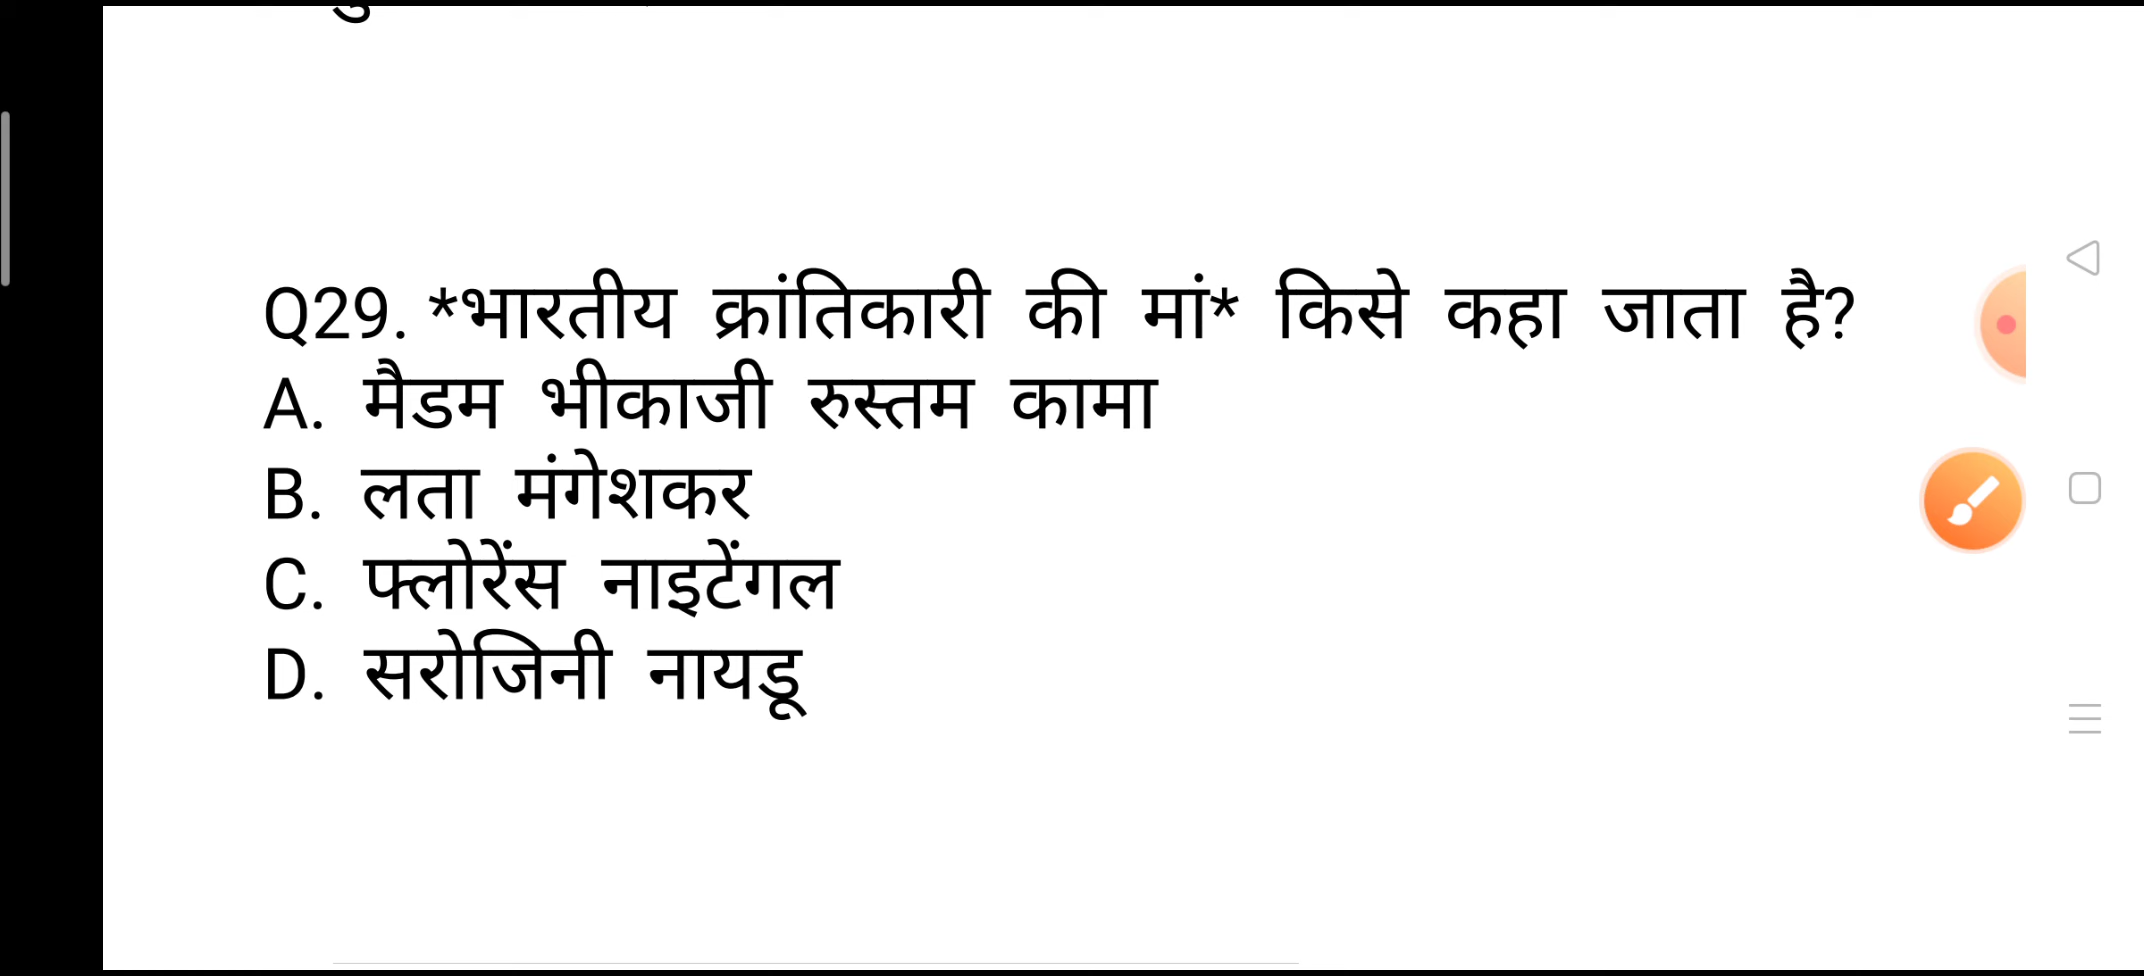 Q29. *भारतीय क्रांतिकारी की मां* किसे कहा जाता है?
A. मैडम भीकाजी रुस्तम कामा
B. लता मंगेशकर
C. फ्लोरेंस नाइटेंगल
D. सरोजिनी नायडू